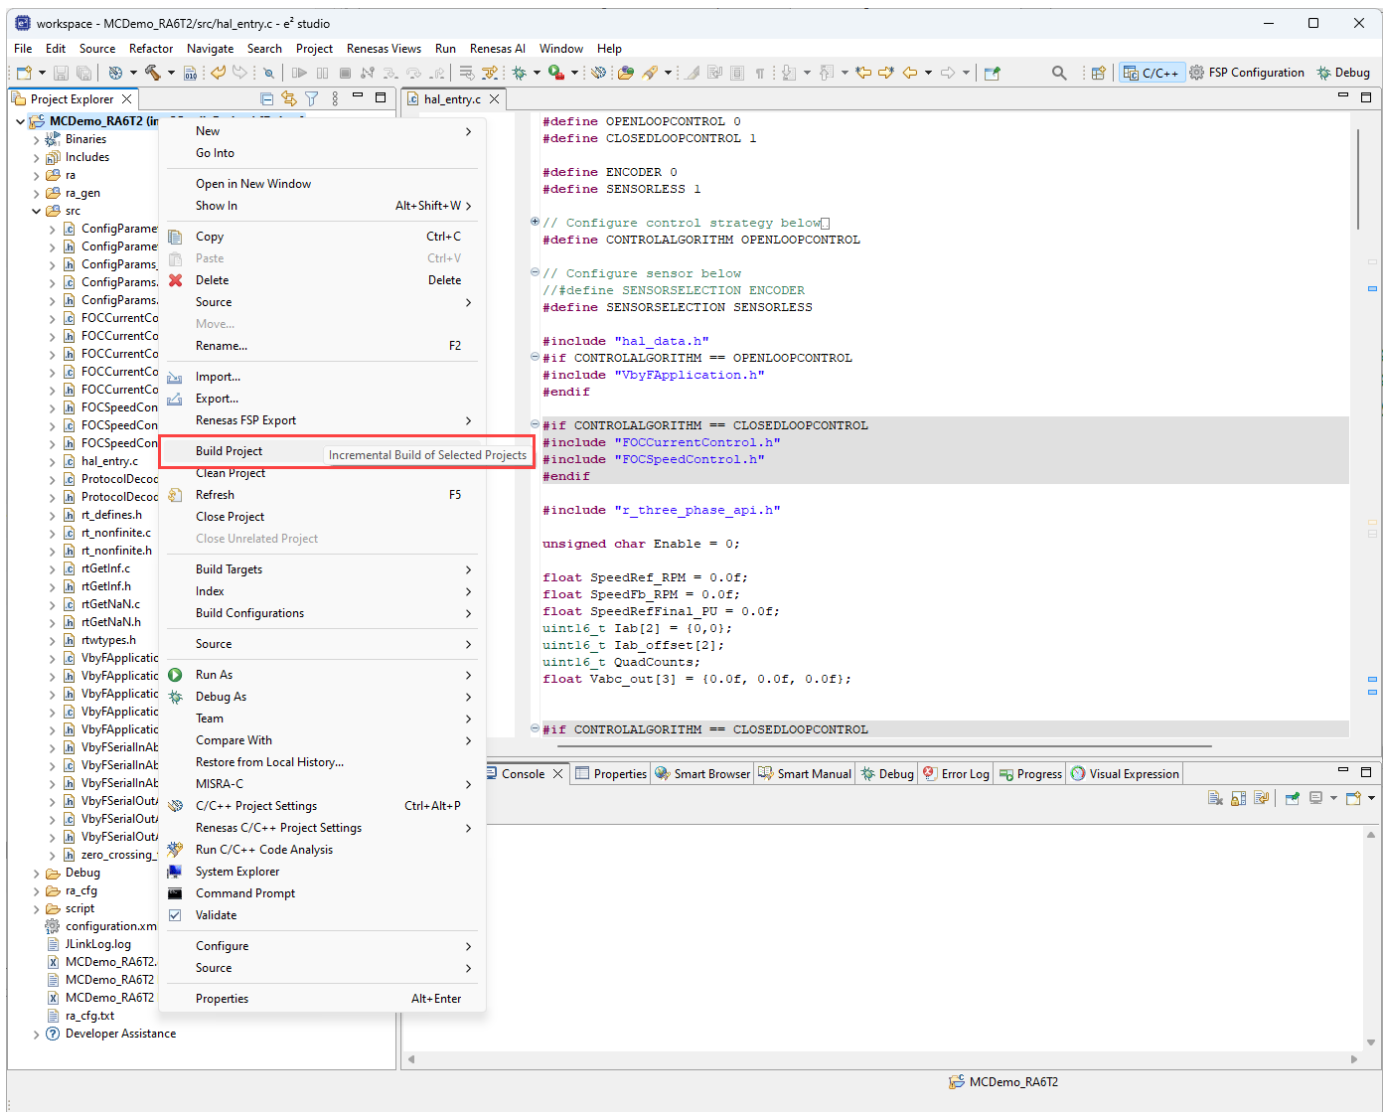 workspace - MCDemo_RA6T2/src/hal_entry.c - e² studio
File Edit Source Refactor Navigate Search Project Renesas Views Run Renesas AI Window Help
C/C++ FSP Configuration Debug
Project Explorer
hal_entry.c
MCDemo_RA6T2 (in
Binaries
Includes
ra
ra_gen
src
ConfigParame
ConfigParame
ConfigParams_
ConfigParams.
ConfigParams.
FOCCurrentCo
FOCCurrentCo
FOCCurrentCo
FOCCurrentCo
FOCCurrentCo
FOCSpeedCon
FOCSpeedCon
FOCSpeedCon
hal_entry.c
ProtocolDecod
ProtocolDecod
rt_defines.h
rt_nonfinite.c
rt_nonfinite.h
rtGetInf.c
rtGetInf.h
rtGetNaN.c
rtGetNaN.h
rtwtypes.h
VbyFApplicatio
VbyFApplicatio
VbyFApplicatio
VbyFApplicatio
VbyFApplicatio
VbyFSerialInAb
VbyFSerialInAb
VbyFSerialInAb
VbyFSerialOutA
VbyFSerialOutA
VbyFSerialOutA
zero_crossing_
Debug
ra_cfg
script
configuration.xm
JLinkLog.log
MCDemo_RA6T2.
MCDemo_RA6T2
MCDemo_RA6T2
ra_cfg.txt
Developer Assistance
New
Go Into
Open in New Window
Show In Alt+Shift+W
Copy Ctrl+C
Paste Ctrl+V
Delete Delete
Source
Move...
Rename... F2
Import...
Export...
Renesas FSP Export
Build Project
Incremental Build of Selected Projects
Clean Project
Refresh F5
Close Project
Close Unrelated Project
Build Targets
Index
Build Configurations
Source
Run As
Debug As
Team
Compare With
Restore from Local History...
MISRA-C
C/C++ Project Settings Ctrl+Alt+P
Renesas C/C++ Project Settings
Run C/C++ Code Analysis
System Explorer
Command Prompt
Validate
Configure
Source
Properties Alt+Enter
#define OPENLOOPCONTROL 0
#define CLOSEDLOOPCONTROL 1
#define ENCODER 0
#define SENSORLESS 1
// Configure control strategy below
#define CONTROLALGORITHM OPENLOOPCONTROL
// Configure sensor below
//#define SENSORSELECTION ENCODER
#define SENSORSELECTION SENSORLESS
#include "hal_data.h"
#if CONTROLALGORITHM == OPENLOOPCONTROL
#include "VbyFApplication.h"
#endif
#if CONTROLALGORITHM == CLOSEDLOOPCONTROL
#include "FOCCurrentControl.h"
#include "FOCSpeedControl.h"
#endif
#include "r_three_phase_api.h"
unsigned char Enable = 0;
float SpeedRef_RPM = 0.0f;
float SpeedFb_RPM = 0.0f;
float SpeedRefFinal_PU = 0.0f;
uint16_t Iab[2] = {0,0};
uint16_t Iab_offset[2];
uint16_t QuadCounts;
float Vabc_out[3] = {0.0f, 0.0f, 0.0f};
#if CONTROLALGORITHM == CLOSEDLOOPCONTROL
Console Properties Smart Browser Smart Manual Debug Error Log Progress Visual Expression
MCDemo_RA6T2